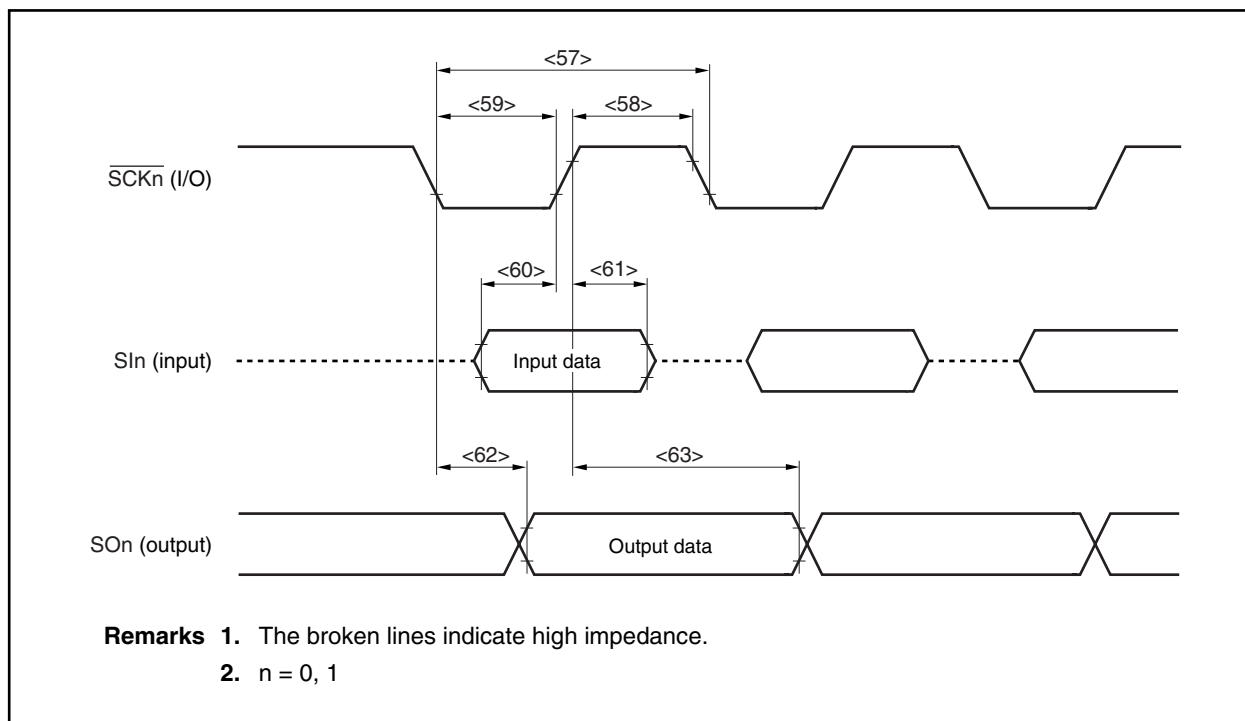 <57>
<59> <58>
SCKn (I/O)
<60> <61>
SIn (input)
Input data
<62> <63>
SOn (output)
Output data
Remarks 1. The broken lines indicate high impedance.
2. n = 0, 1